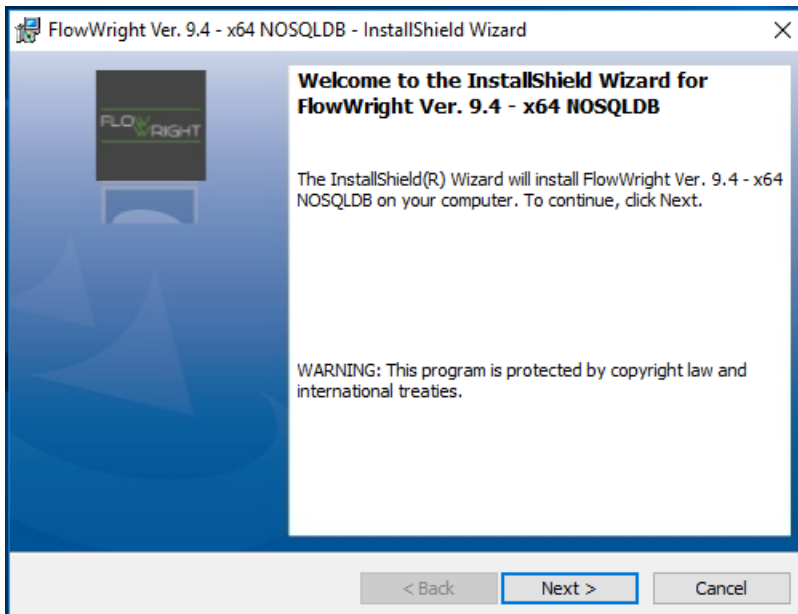 FlowWright Ver. 9.4 - x64 NOSQLDB - InstallShield Wizard
FLOWRIGHT
Welcome to the InstallShield Wizard for
FlowWright Ver. 9.4 - x64 NOSQLDB
The InstallShield(R) Wizard will install FlowWright Ver. 9.4 - x64
NOSQLDB on your computer. To continue, click Next.
WARNING: This program is protected by copyright law and
international treaties.
< Back
Next >
Cancel